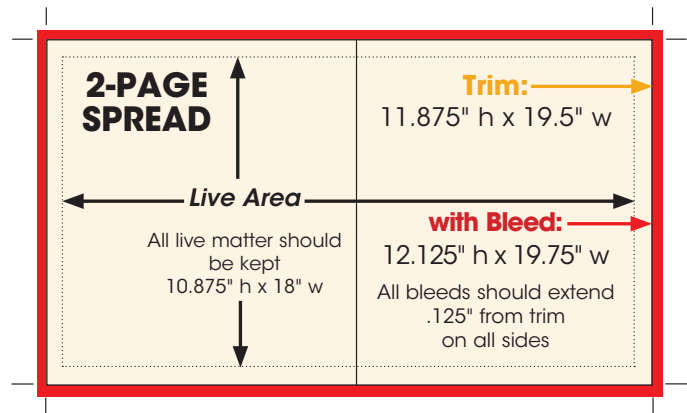 2-PAGE
SPREAD
Trim:
11.875" h x 19.5" w
Live Area
All live matter should
be kept
10.875" h x 18" w
with Bleed:
12.125" h x 19.75" w
All bleeds should extend
.125" from trim
on all sides